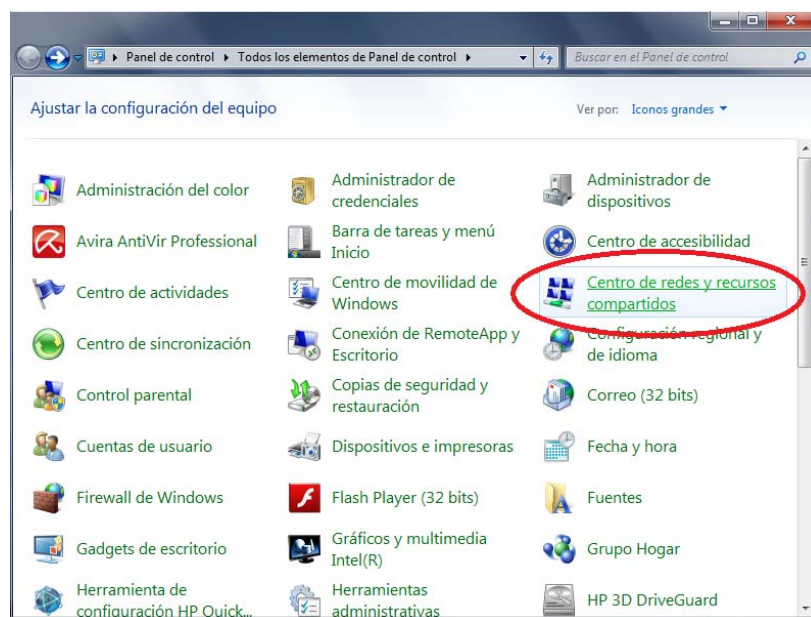 Panel de control
Todos los elementos de Panel de control
Buscar en el Panel de control
Ajustar la configuración del equipo
Ver por:
Iconos grandes
Administración del color
Administrador de
credenciales
Administrador de
dispositivos
Avira AntiVir Professional
Barra de tareas y menú
Inicio
Centro de accesibilidad
Centro de actividades
Centro de movilidad de
Windows
Centro de redes y recursos
compartidos
Centro de sincronización
Conexión de RemoteApp y
Escritorio
Configuración regional y
de idioma
Control parental
Copias de seguridad y
restauración
Correo (32 bits)
Cuentas de usuario
Dispositivos e impresoras
Fecha y hora
Firewall de Windows
Flash Player (32 bits)
Fuentes
Gadgets de escritorio
Gráficos y multimedia
Intel(R)
Grupo Hogar
Herramienta de
configuración HP Quick...
Herramientas
administrativas
HP 3D DriveGuard